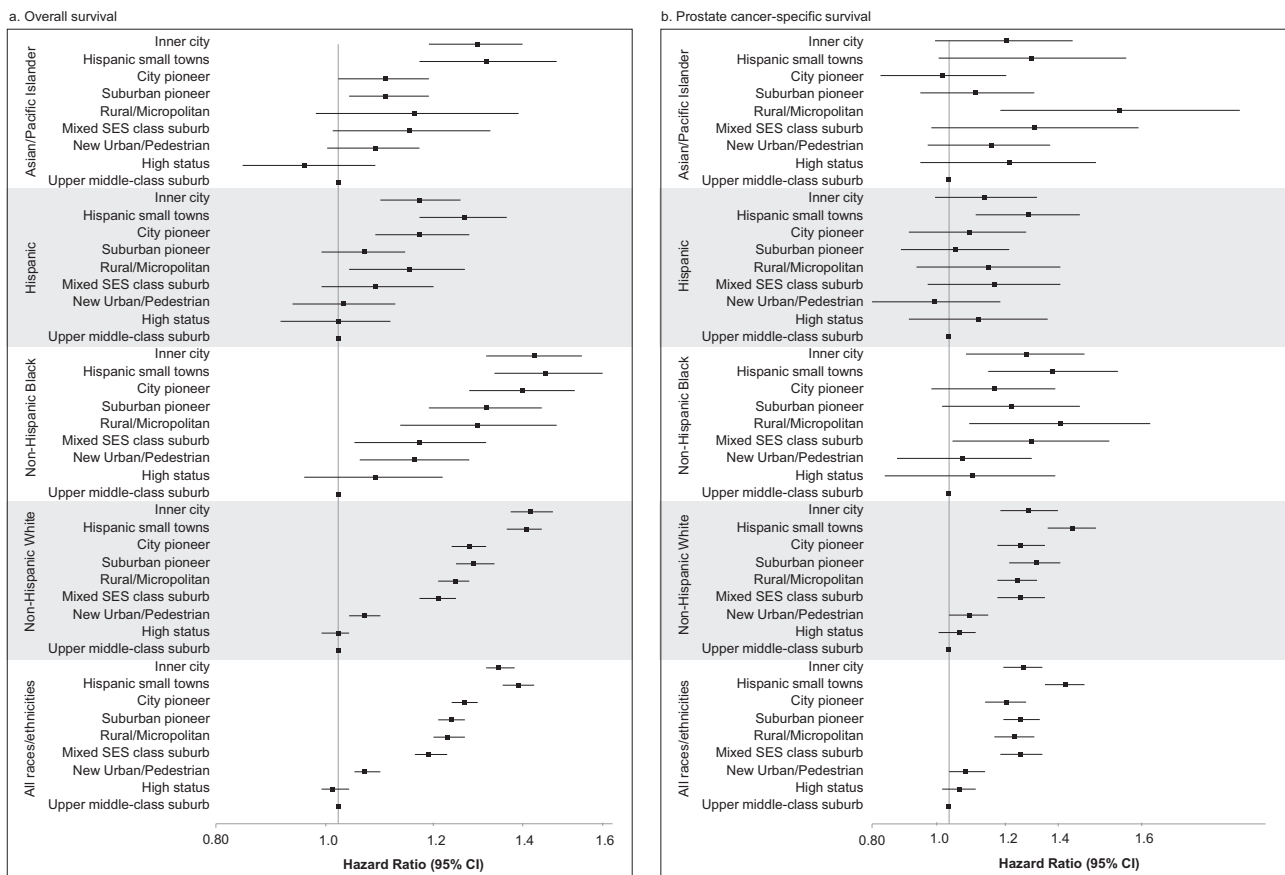 a. Overall survival
Asian/Pacific Islander
Inner city
Hispanic small towns
City pioneer
Suburban pioneer
Rural/Micropolitan
Mixed SES class suburb
New Urban/Pedestrian
High status
Upper middle-class suburb
Hispanic
Inner city
Hispanic small towns
City pioneer
Suburban pioneer
Rural/Micropolitan
Mixed SES class suburb
New Urban/Pedestrian
High status
Upper middle-class suburb
Non-Hispanic Black
Inner city
Hispanic small towns
City pioneer
Suburban pioneer
Rural/Micropolitan
Mixed SES class suburb
New Urban/Pedestrian
High status
Upper middle-class suburb
Non-Hispanic White
Inner city
Hispanic small towns
City pioneer
Suburban pioneer
Rural/Micropolitan
Mixed SES class suburb
New Urban/Pedestrian
High status
Upper middle-class suburb
All races/ethnicities
Inner city
Hispanic small towns
City pioneer
Suburban pioneer
Rural/Micropolitan
Mixed SES class suburb
New Urban/Pedestrian
High status
Upper middle-class suburb
0.80 1.0 1.2 1.4 1.6
Hazard Ratio (95% CI)
b. Prostate cancer-specific survival
Asian/Pacific Islander
Inner city
Hispanic small towns
City pioneer
Suburban pioneer
Rural/Micropolitan
Mixed SES class suburb
New Urban/Pedestrian
High status
Upper middle-class suburb
Hispanic
Inner city
Hispanic small towns
City pioneer
Suburban pioneer
Rural/Micropolitan
Mixed SES class suburb
New Urban/Pedestrian
High status
Upper middle-class suburb
Non-Hispanic Black
Inner city
Hispanic small towns
City pioneer
Suburban pioneer
Rural/Micropolitan
Mixed SES class suburb
New Urban/Pedestrian
High status
Upper middle-class suburb
Non-Hispanic White
Inner city
Hispanic small towns
City pioneer
Suburban pioneer
Rural/Micropolitan
Mixed SES class suburb
New Urban/Pedestrian
High status
Upper middle-class suburb
All races/ethnicities
Inner city
Hispanic small towns
City pioneer
Suburban pioneer
Rural/Micropolitan
Mixed SES class suburb
New Urban/Pedestrian
High status
Upper middle-class suburb
0.80 1.0 1.2 1.4 1.6
Hazard Ratio (95% CI)